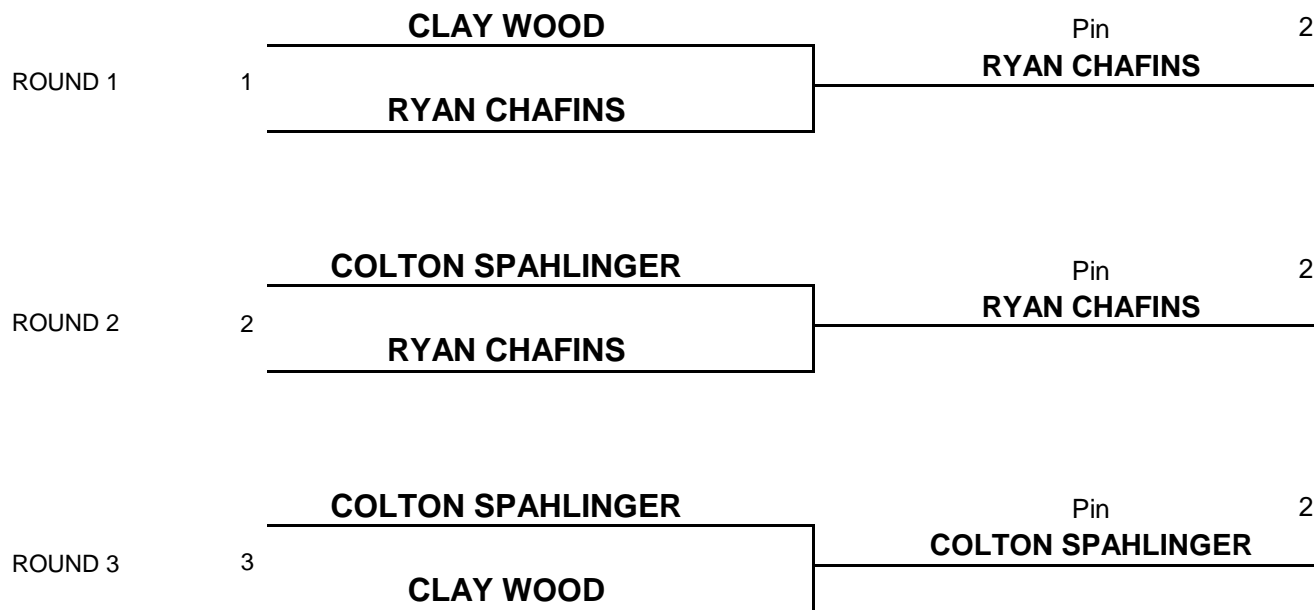 CLAY WOOD
Pin 2
RYAN CHAFINS
ROUND 1 1
RYAN CHAFINS
COLTON SPAHLINGER
Pin 2
RYAN CHAFINS
ROUND 2 2
RYAN CHAFINS
COLTON SPAHLINGER
Pin 2
COLTON SPAHLINGER
ROUND 3 3
CLAY WOOD